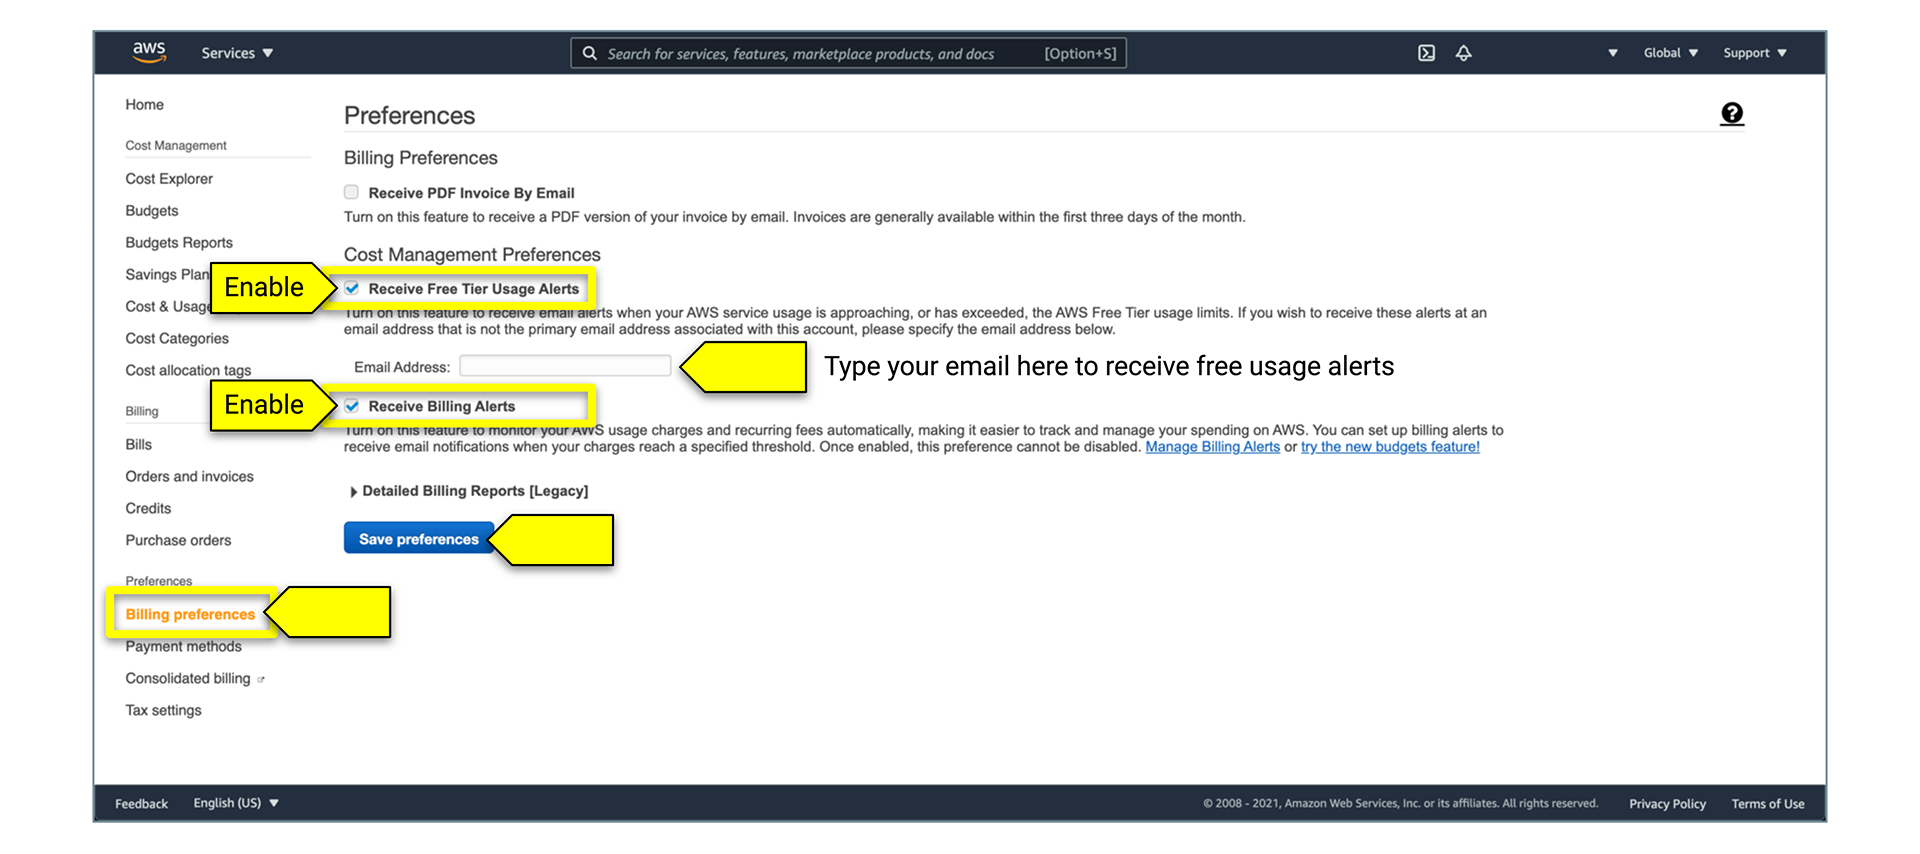 aws
Services
Search for services, features, marketplace products, and docs [Option+S]
Global
Support
Home
Cost Management
Cost Explorer
Budgets
Budgets Reports
Savings Plan
Cost & Usage
Cost Categories
Cost allocation tags
Billing
Bills
Orders and invoices
Credits
Purchase orders
Preferences
Billing preferences
Payment methods
Consolidated billing
Tax settings
Preferences
?
Billing Preferences
Receive PDF Invoice By Email
Turn on this feature to receive a PDF version of your invoice by email. Invoices are generally available within the first three days of the month.
Cost Management Preferences
Enable
Receive Free Tier Usage Alerts
Turn on this feature to receive email alerts when your AWS service usage is approaching, or has exceeded, the AWS Free Tier usage limits. If you wish to receive these alerts at an
email address that is not the primary email address associated with this account, please specify the email address below.
Email Address:
Type your email here to receive free usage alerts
Enable
Receive Billing Alerts
Turn on this feature to monitor your AWS usage charges and recurring fees automatically, making it easier to track and manage your spending on AWS. You can set up billing alerts to
receive email notifications when your charges reach a specified threshold. Once enabled, this preference cannot be disabled. Manage Billing Alerts or try the new budgets feature!
Detailed Billing Reports [Legacy]
Save preferences
Feedback
English (US)
© 2008 - 2021, Amazon Web Services, Inc. or its affiliates. All rights reserved.
Privacy Policy
Terms of Use